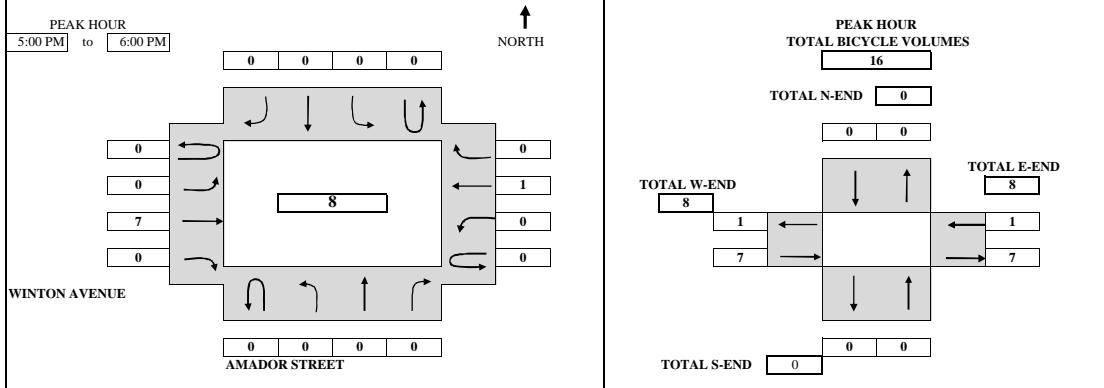 PEAK HOUR
5:00 PM to 6:00 PM
NORTH
0 0 0 0
0 0
0 1
7 0
0 0
8
WINTON AVENUE
0 0 0 0
AMADOR STREET
PEAK HOUR
TOTAL BICYCLE VOLUMES
16
TOTAL N-END 0
0 0
TOTAL E-END
8
TOTAL W-END
8
1 1
7 7
0 0
TOTAL S-END 0